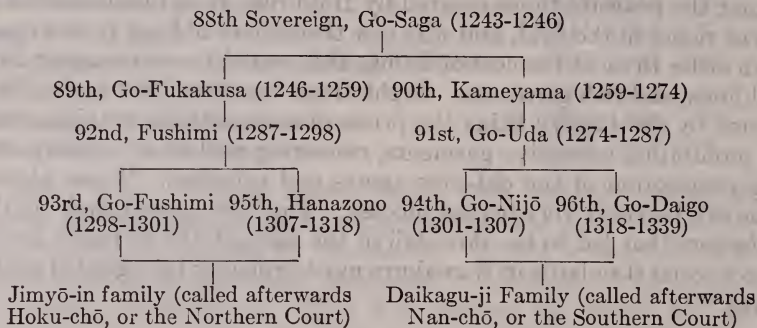 88th Sovereign, Go-Saga (1243-1246)
89th, Go-Fukakusa (1246-1259) 90th, Kameyama (1259-1274)
92nd, Fushimi (1287-1298) 91st, Go-Uda (1274-1287)
93rd, Go-Fushimi 95th, Hanazono 94th, Go-Nijō 96th, Go-Daigo
(1298-1301) (1307-1318) (1301-1307) (1318-1339)
Jimyō-in family (called afterwards Daikagu-ji Family (called afterwards
Hoku-chō, or the Northern Court) Nan-chō, or the Southern Court)